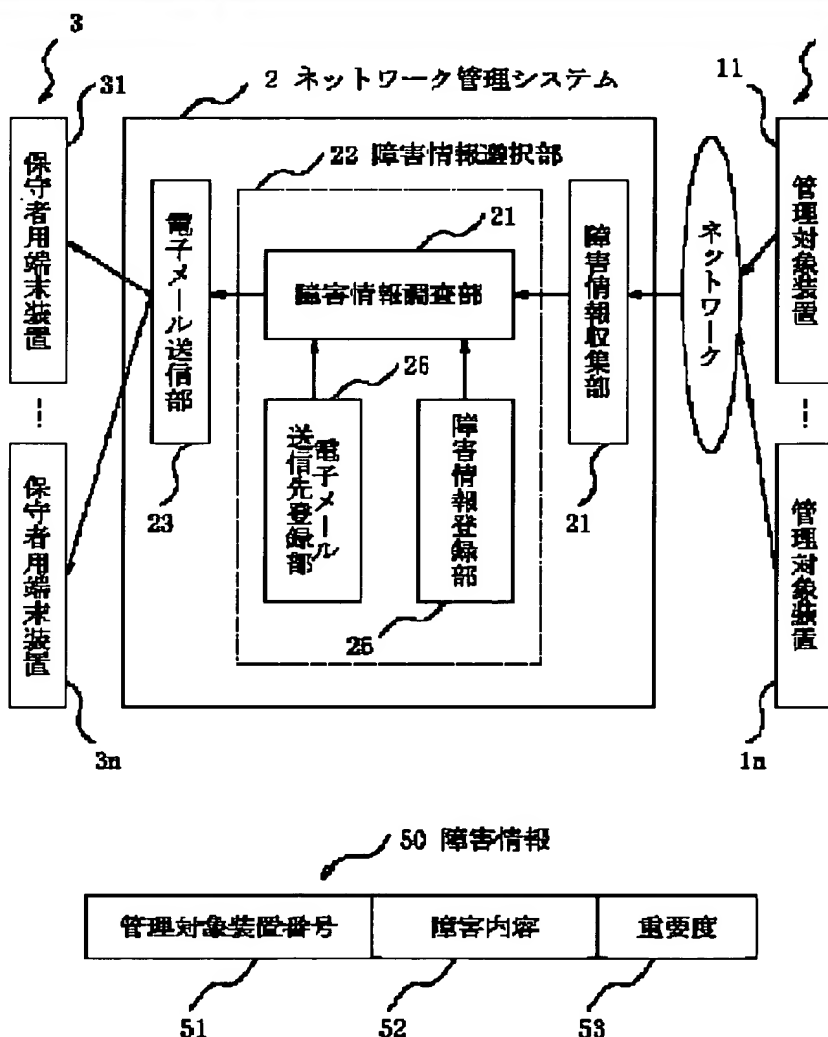 3
31
11
2 ネットワーク管理システム
22 障害情報選択部
21
保守者用端末装置
電子メール送信部
障害情報調査部
障害情報収集部
ネットワーク
管理対象装置
26
電子メール
送信先登録部
障害情報登録部
23
25
21
保守者用端末装置
管理対象装置
3n
1n
50 障害情報
管理対象装置番号
障害内容
重要度
51
52
53